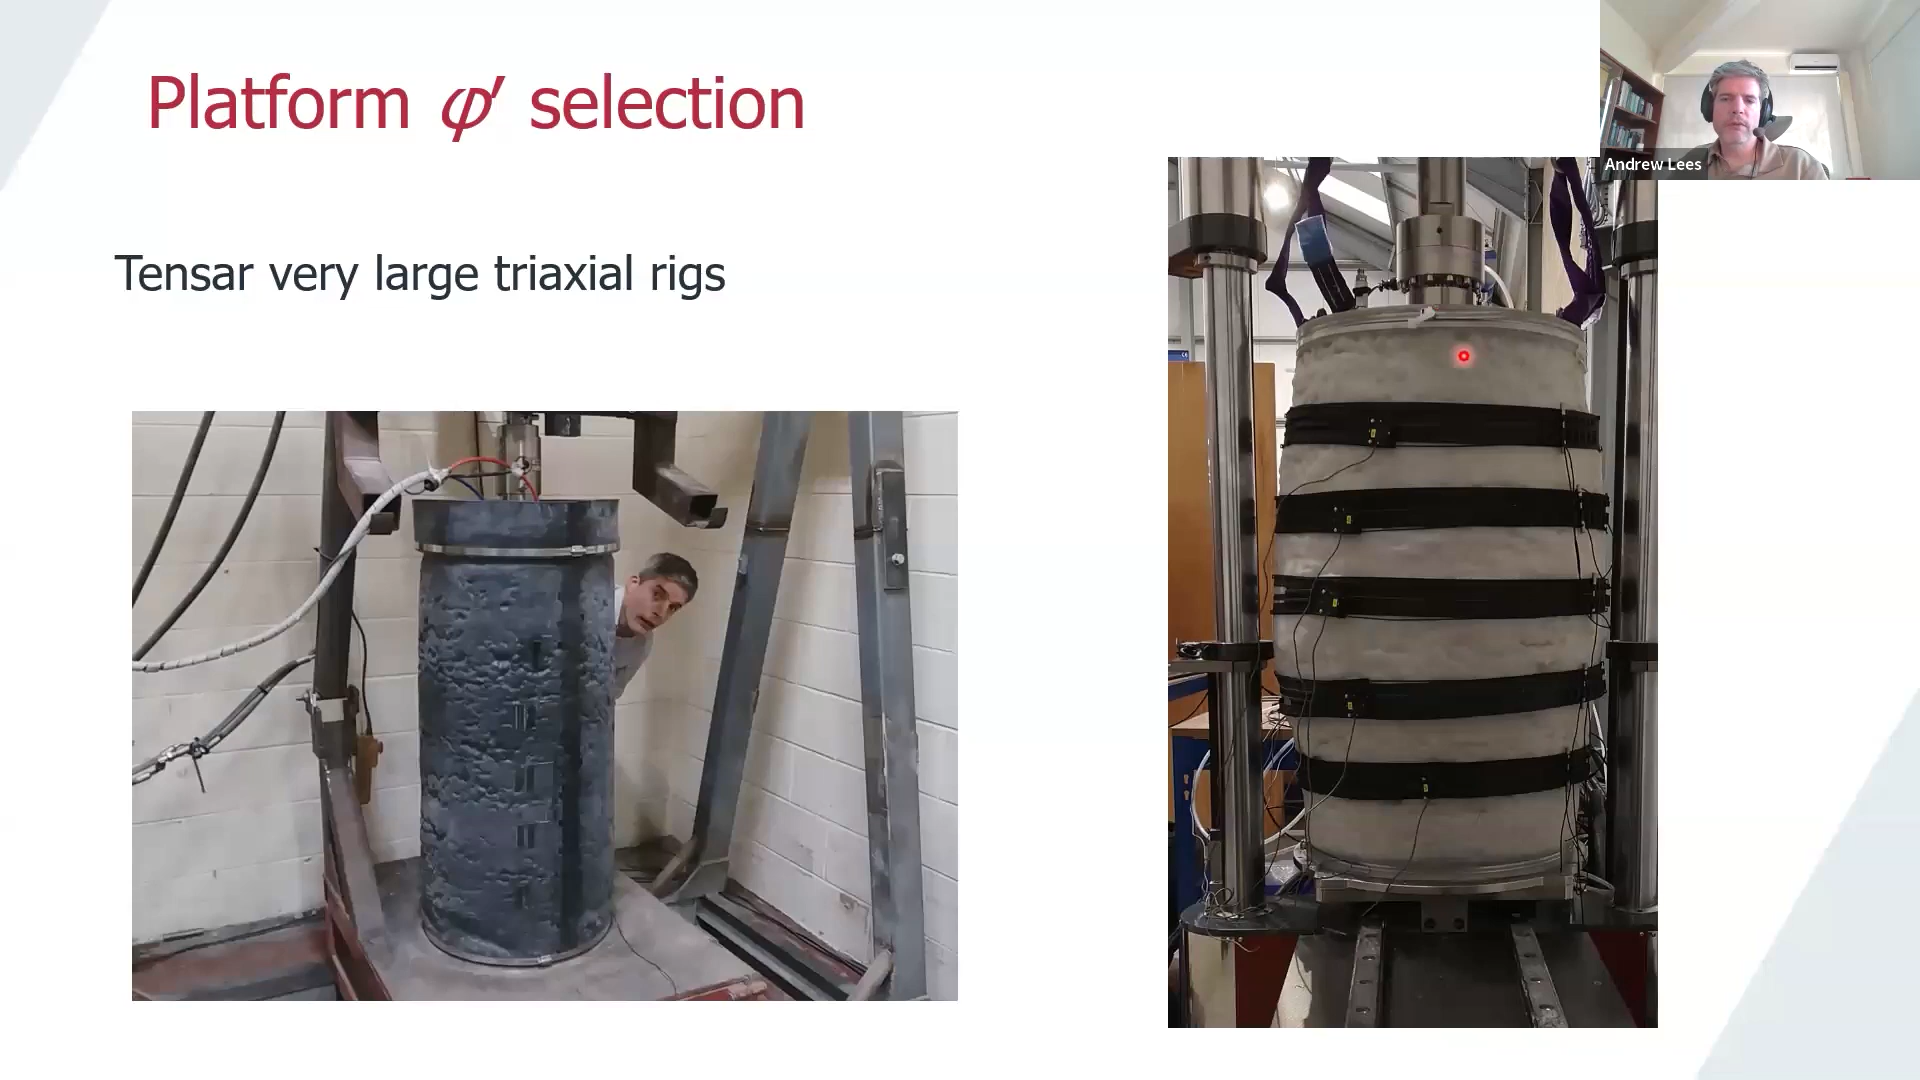 Platform φ′ selection
Andrew Lees
Tensar very large triaxial rigs